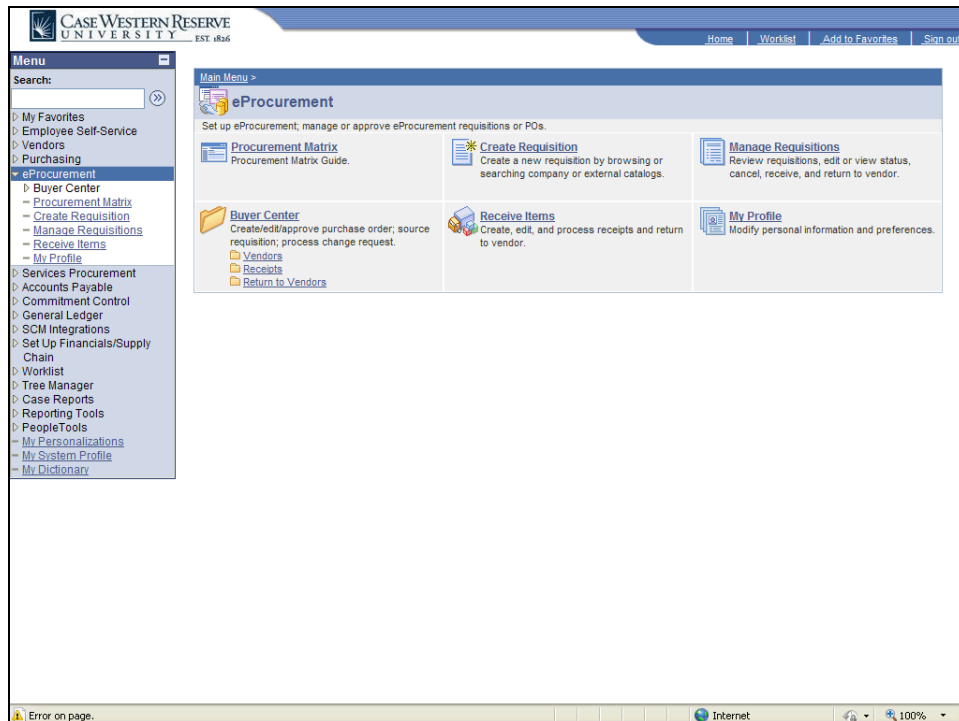 CASE WESTERN RESERVE
UNIVERSITY EST. 1826
Home Worklist Add to Favorites Sign out
Menu
Search:
My Favorites
Employee Self-Service
Vendors
Purchasing
eProcurement
Buyer Center
Procurement Matrix
Create Requisition
Manage Requisitions
Receive Items
My Profile
Services Procurement
Accounts Payable
Commitment Control
General Ledger
SCM Integrations
Set Up Financials/Supply
Chain
Worklist
Tree Manager
Case Reports
Reporting Tools
PeopleTools
My Personalizations
My System Profile
My Dictionary
Main Menu >
eProcurement
Set up eProcurement; manage or approve eProcurement requisitions or POs.
Procurement Matrix
Procurement Matrix Guide.
Create Requisition
Create a new requisition by browsing or
searching company or external catalogs.
Manage Requisitions
Review requisitions, edit or view status,
cancel, receive, and return to vendor.
Buyer Center
Create/edit/approve purchase order; source
requisition; process change request.
Vendors
Receipts
Return to Vendors
Receive Items
Create, edit, and process receipts and return
to vendor.
My Profile
Modify personal information and preferences.
Error on page.
Internet
100%